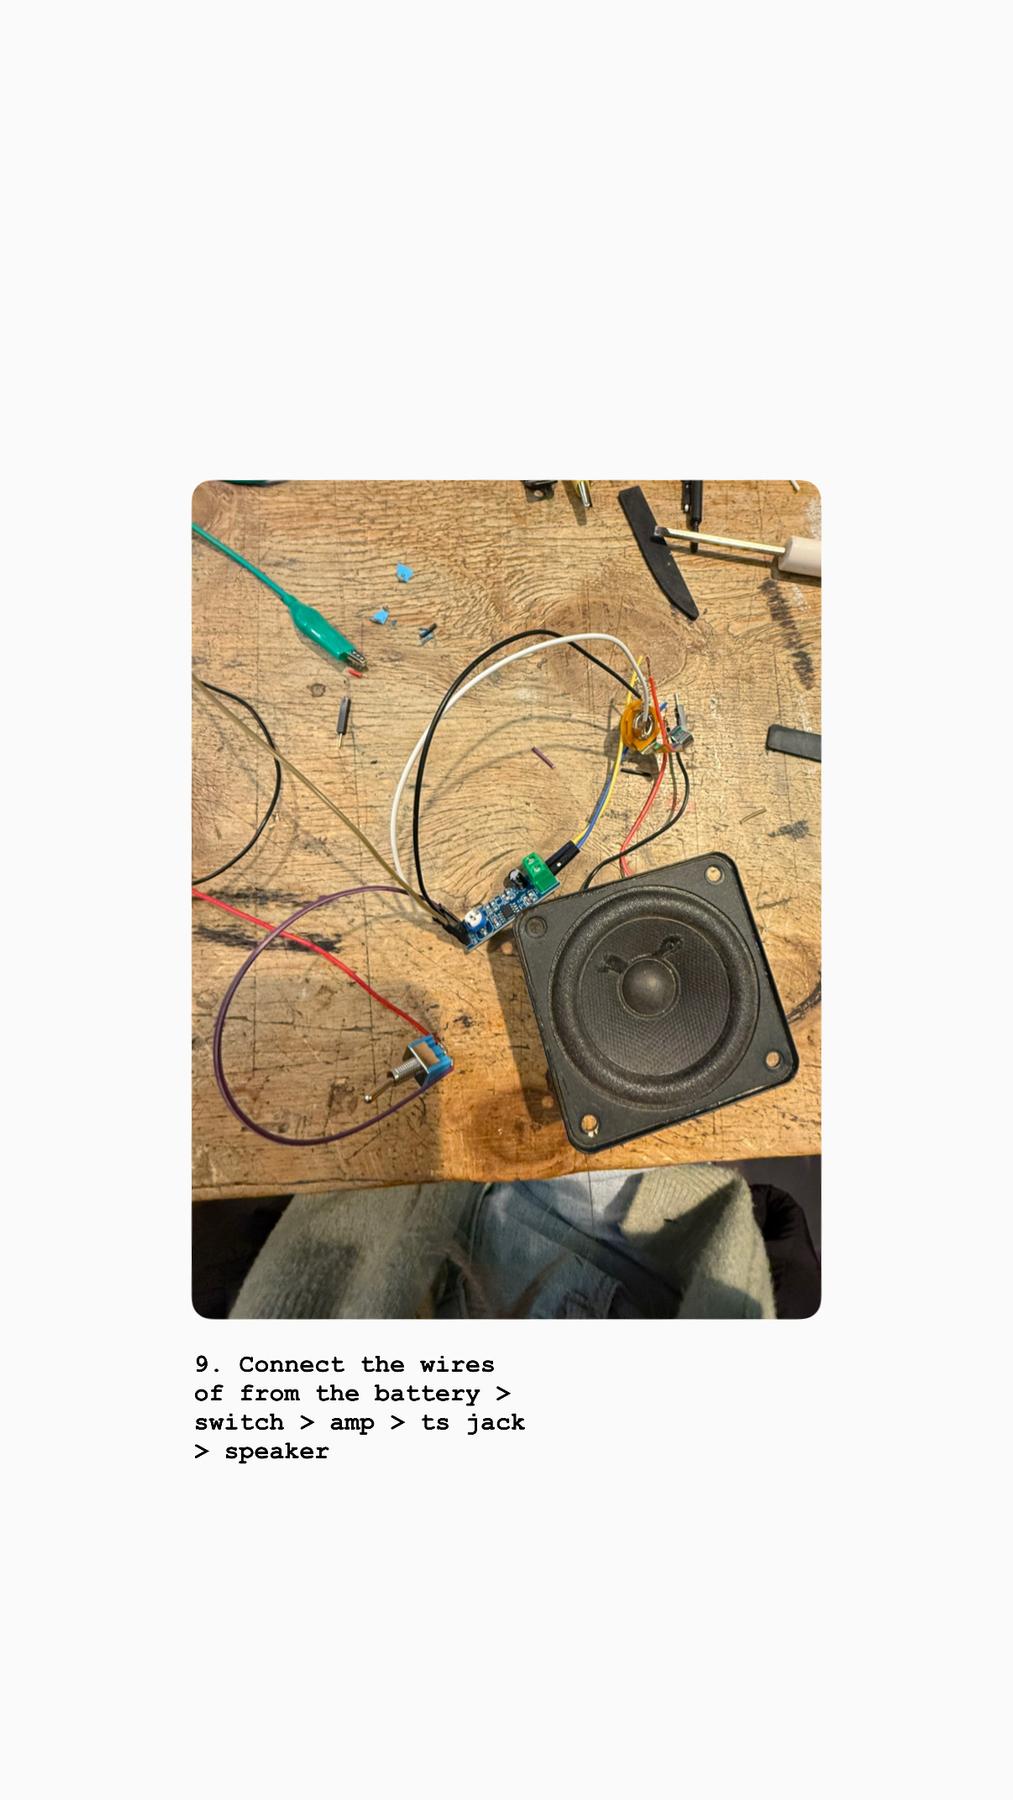 9. Connect the wires
of from the battery >
switch > amp > ts jack
> speaker